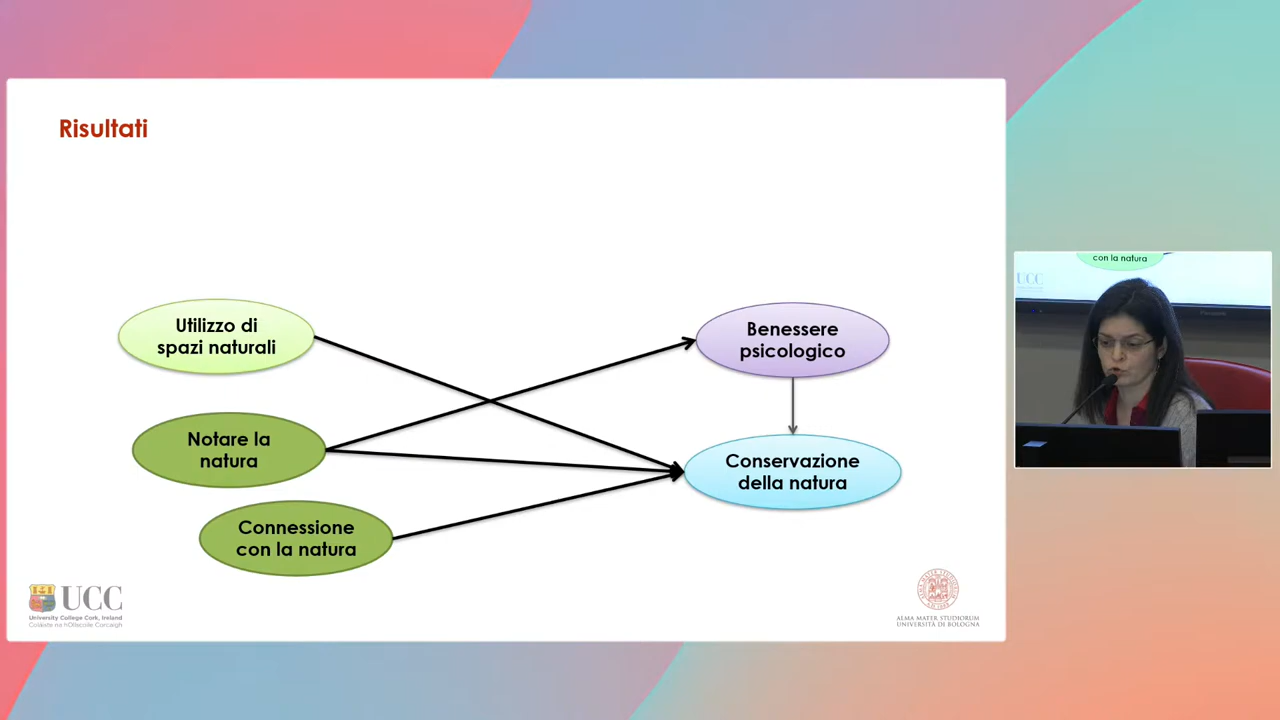 Risultati
Utilizzo di
spazi naturali
Benessere
psicologico
Notare la
natura
Conservazione
della natura
Connessione
con la natura
UCC
University College Cork, Ireland
Coláiste na hOllscoile Corcaigh
ALMA MATER STUDIORUM
UNIVERSITÀ DI BOLOGNA
con la natura
UCC